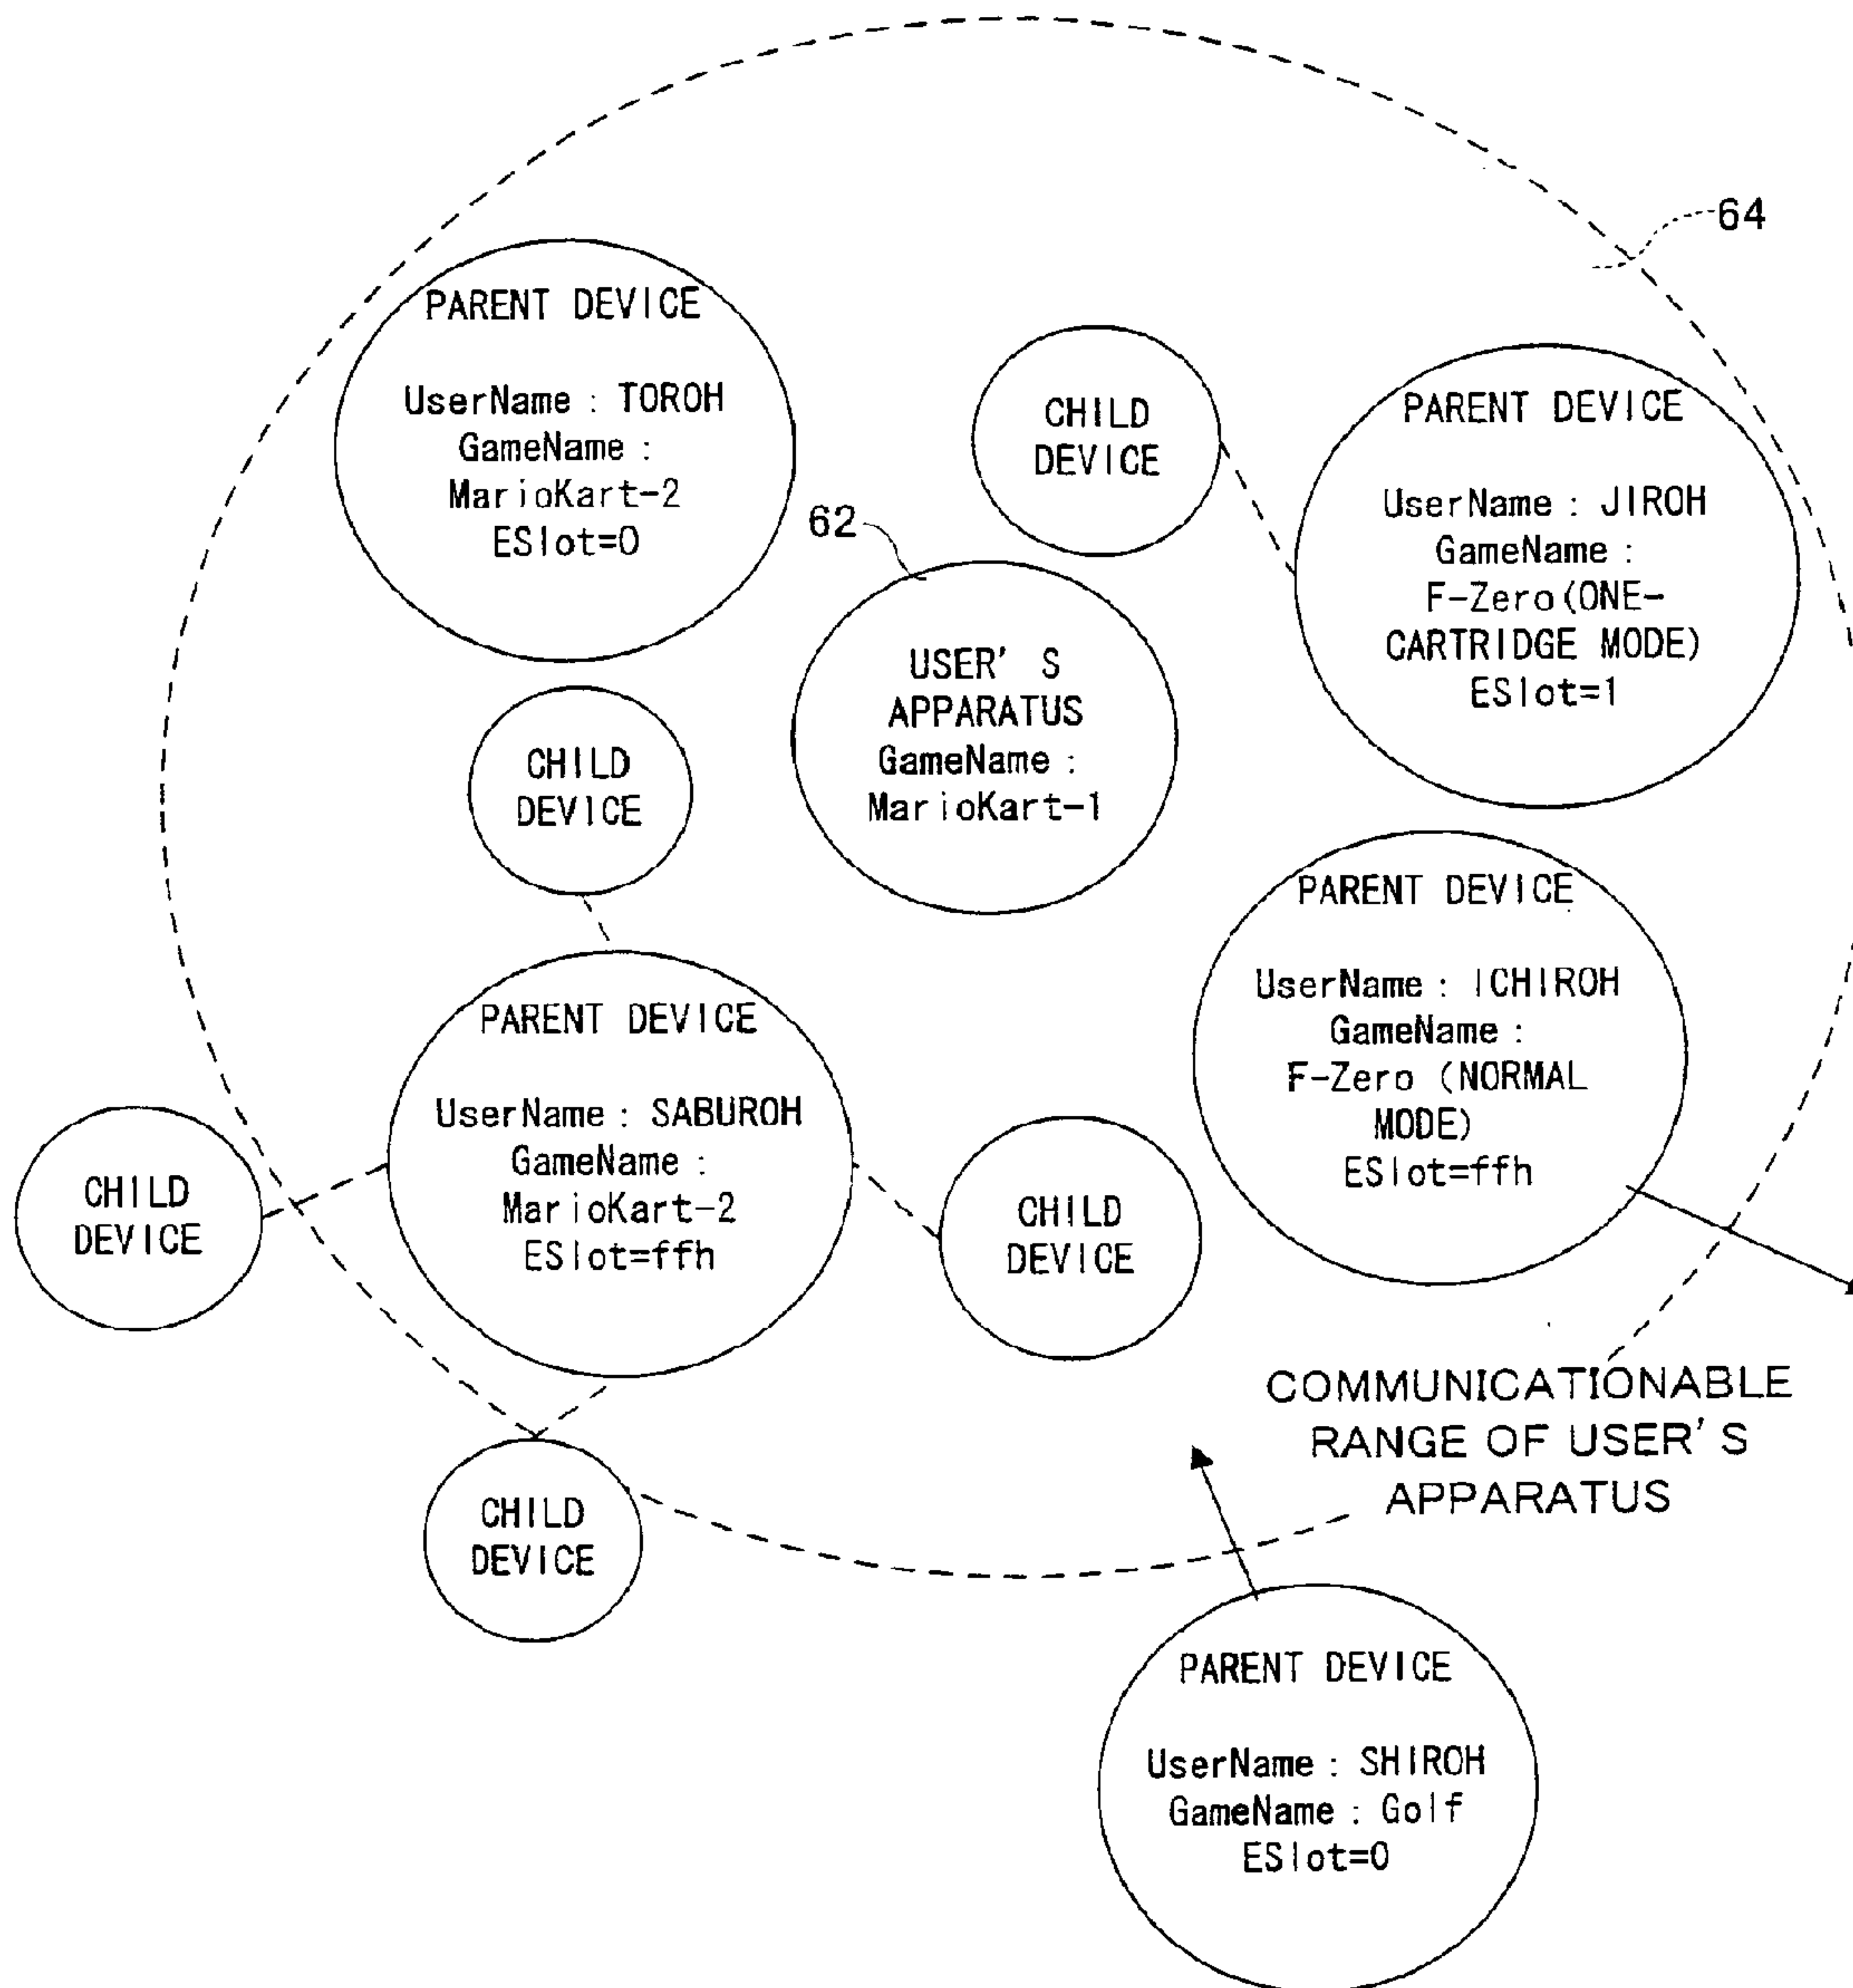 64
PARENT DEVICE
UserName : TOROH
GameName :
MarioKart-2
ESlot=0
CHILD
DEVICE
PARENT DEVICE
UserName : JIROH
GameName :
F-Zero(ONE-
CARTRIDGE MODE)
ESlot=1
62
USER' S
APPARATUS
GameName :
MarioKart-1
CHILD
DEVICE
PARENT DEVICE
UserName : ICHIROH
GameName :
F-Zero (NORMAL
MODE)
ESlot=ffh
PARENT DEVICE
UserName : SABUROH
GameName :
MarioKart-2
ESlot=ffh
CHILD
DEVICE
CHILD
DEVICE
COMMUNICATIONABLE
RANGE OF USER' S
APPARATUS
CHILD
DEVICE
PARENT DEVICE
UserName : SHIROH
GameName : Golf
ESlot=0